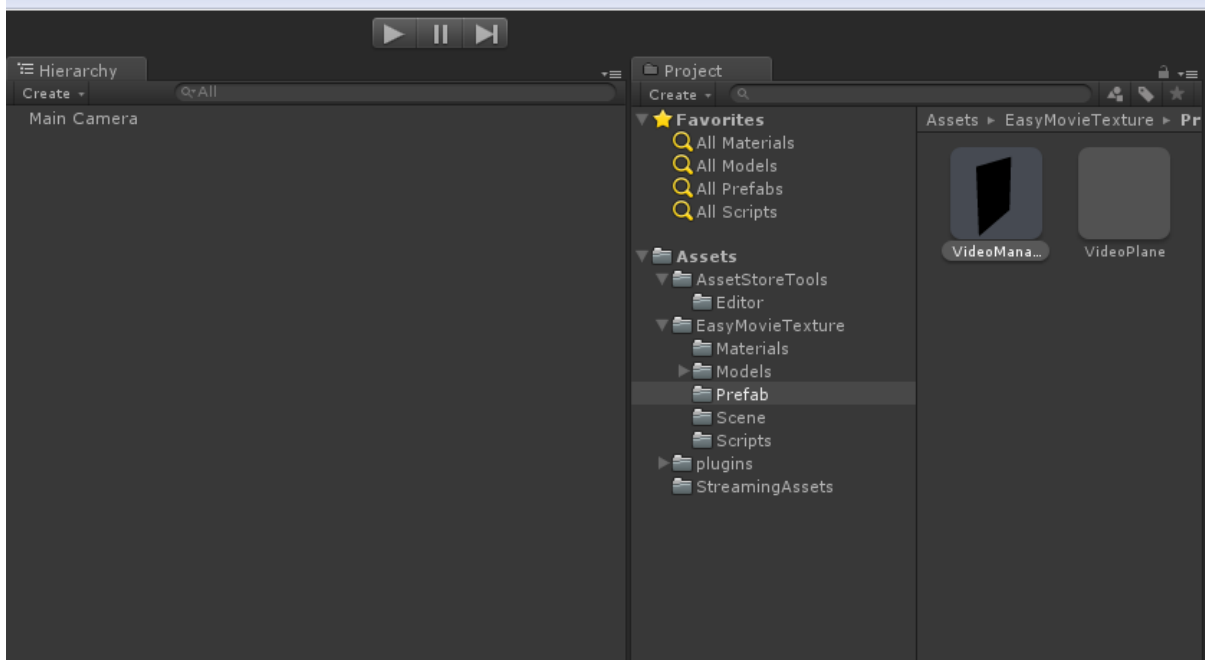 Hierarchy
Create
All
Main Camera
Project
Create
Favorites
All Materials
All Models
All Prefabs
All Scripts
Assets
AssetStoreTools
Editor
EasyMovieTexture
Materials
Models
Prefab
Scene
Scripts
plugins
StreamingAssets
Assets ▸ EasyMovieTexture ▸ Pr
VideoMana… VideoPlane